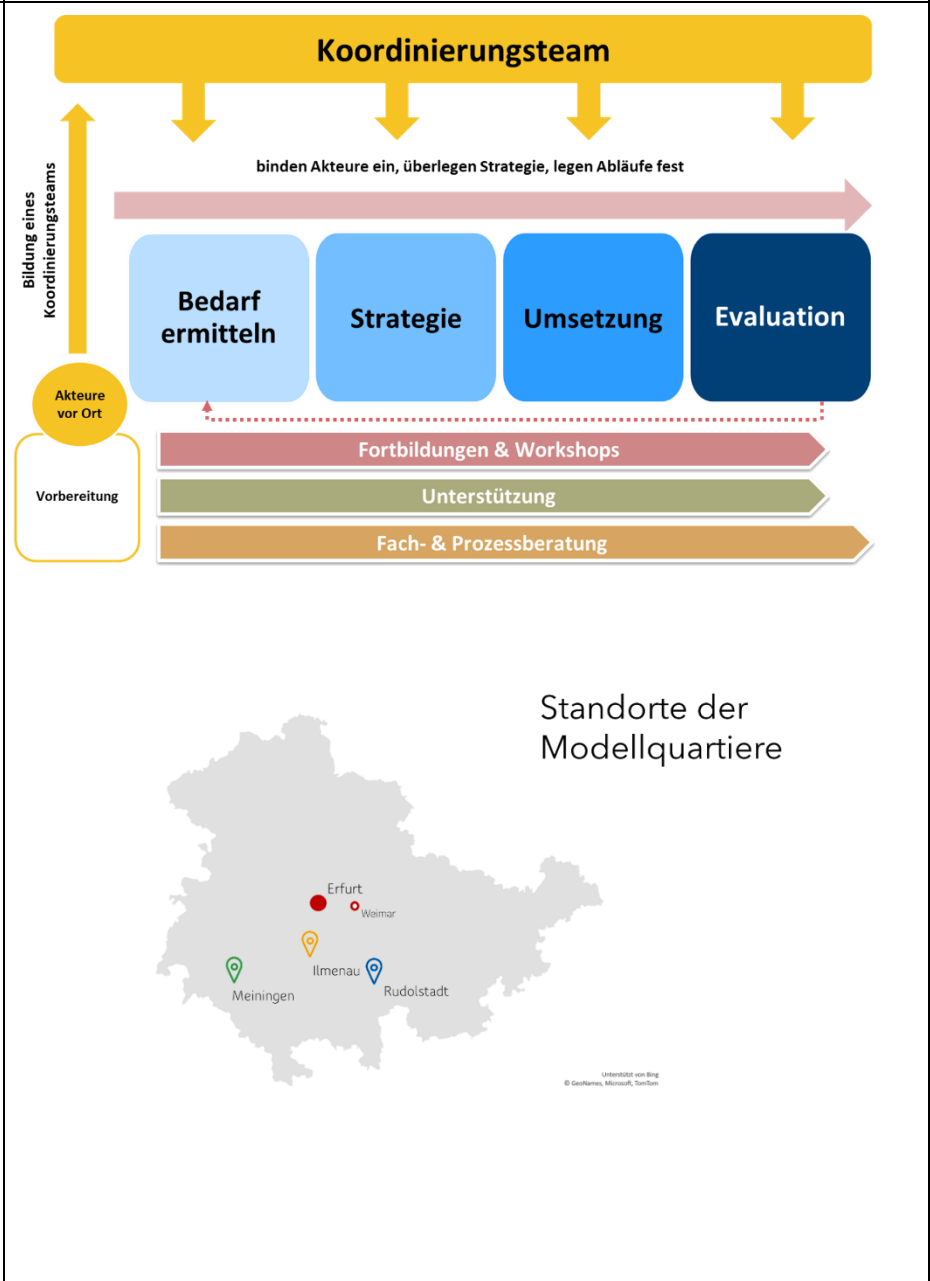 Koordinierungsteam
binden Akteure ein, überlegen Strategie, legen Abläufe fest
Bildung eines
Koordinierungsteams
Bedarf
ermitteln
Strategie
Umsetzung
Evaluation
Akteure
vor Ort
Vorbereitung
Fortbildungen & Workshops
Unterstützung
Fach- & Prozessberatung
Standorte der
Modellquartiere
Erfurt
Weimar
Ilmenau
Meiningen
Rudolstadt
Unterstützt von Bing
© GeoNames, Microsoft, TomTom